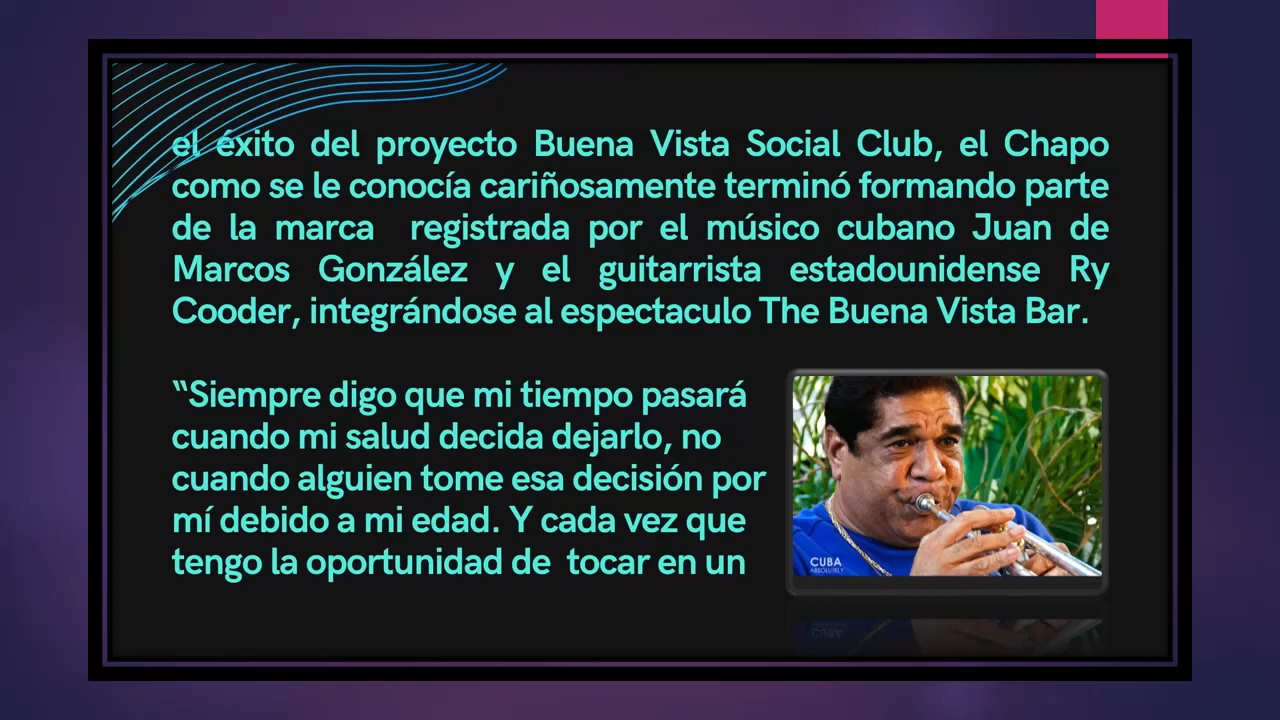 el éxito del proyecto Buena Vista Social Club, el Chapo
como se le conocía cariñosamente terminó formando parte
de la marca registrada por el músico cubano Juan de
Marcos González y el guitarrista estadounidense Ry
Cooder, integrándose al espectaculo The Buena Vista Bar.
“Siempre digo que mi tiempo pasará
cuando mi salud decida dejarlo, no
cuando alguien tome esa decisión por
mí debido a mi edad. Y cada vez que
tengo la oportunidad de tocar en un
CUBA
ABSOLUTELY